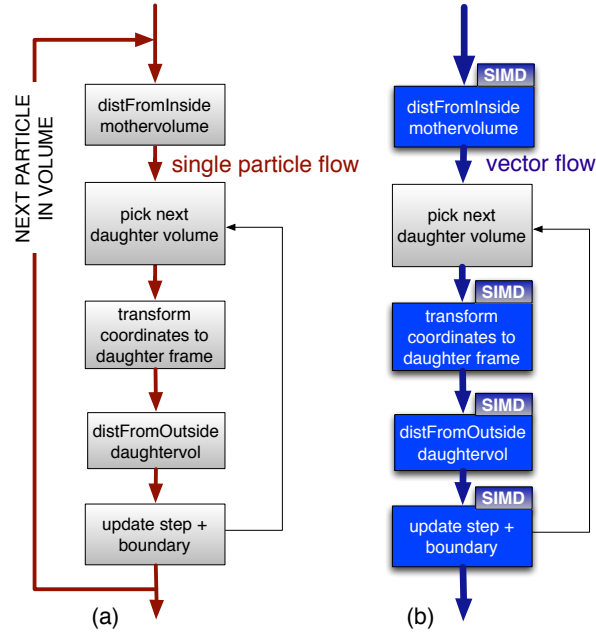 NEXT PARTICLE
IN VOLUME
distFromInside
mothervolume
single particle flow
pick next
daughter volume
transform
coordinates to
daughter frame
distFromOutside
daughtervol
update step +
boundary
(a)
SIMD
distFromInside
mothervolume
vector flow
pick next
daughter volume
SIMD
transform
coordinates to
daughter frame
SIMD
distFromOutside
daughtervol
SIMD
update step +
boundary
(b)